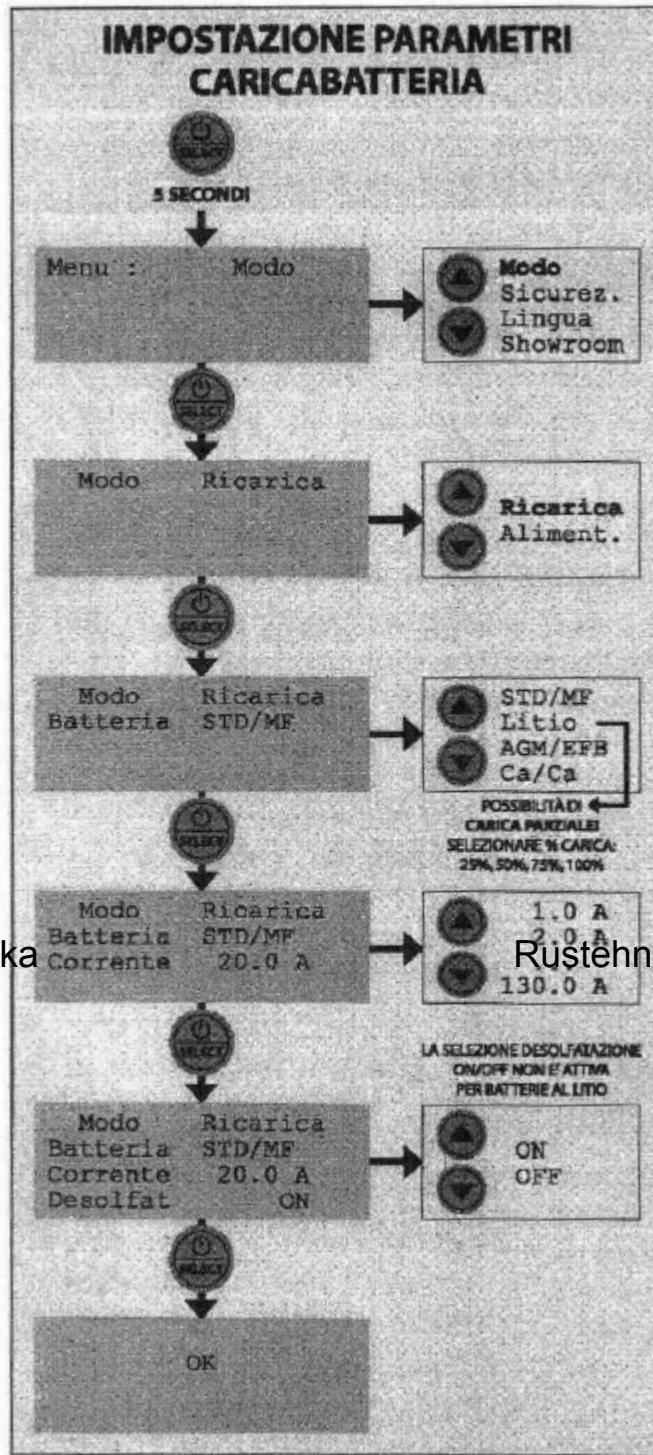 IMPOSTAZIONE PARAMETRI
CARICABATTERIA
SELECT
5 SECONDI
Menu : Modo
Modo
Sicurez.
Lingua
Showroom
SELECT
Modo Ricarica
Ricarica
Aliment.
SELECT
Modo Ricarica
Batteria STD/MF
STD/MF
Litio
AGM/EFB
Ca/Ca
POSSIBILITÀ DI
CARICA PARZIALE!
SELEZIONARE % CARICA:
25%, 50%, 75%, 100%
SELECT
Modo Ricarica
Batteria STD/MF
Corrente 20.0 A
1.0 A
2.0 A
130.0 A
ka
Rustehn
SELECT
LA SELEZIONE DESOLFATAZIONE
ON/OFF NON E' ATTIVA
PER BATTERIE AL LITIO
Modo Ricarica
Batteria STD/MF
Corrente 20.0 A
Desolfat ON
ON
OFF
SELECT
OK